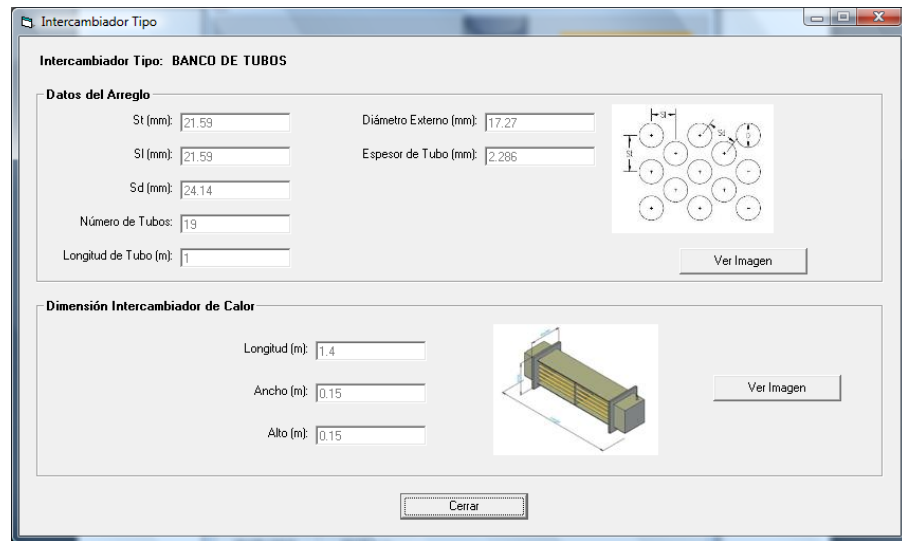 Intercambiador Tipo
Intercambiador Tipo: BANCO DE TUBOS
Datos del Arreglo
St (mm): 21.59
Sl (mm): 21.59
Sd (mm): 24.14
Número de Tubos: 19
Longitud de Tubo (m): 1
Diámetro Externo (mm): 17.27
Espesor de Tubo (mm): 2.286
Sl
Sd
D
St
Ver Imagen
Dimensión Intercambiador de Calor
Longitud (m): 1.4
Ancho (m): 0.15
Alto (m): 0.15
Ver Imagen
Cerrar